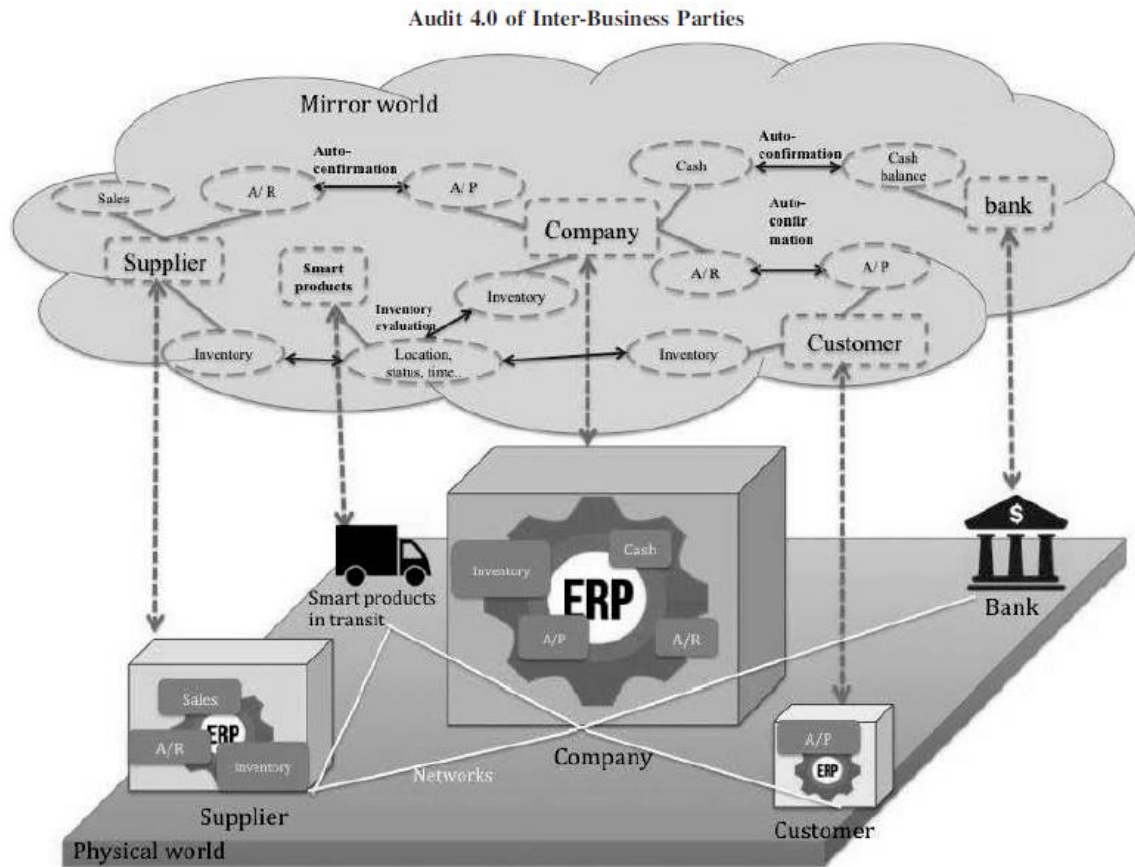 Audit 4.0 of Inter-Business Parties
Mirror world
Auto-
confirmation
Auto-
confirmation
Cash
Cash
balance
Sales
A/ R
A/ P
bank
Company
Auto-
confir
mation
Supplier
Smart
products
A/ R
A/ P
Inventory
Inventory
evaluation
Customer
Inventory
Location,
status, time..
Inventory
Cash
Inventory
ERP
A/P
A/R
$
Bank
Smart products
in transit
Sales
ERP
A/R
Inventory
Company
A/P
ERP
Networks
Supplier
Customer
Physical world